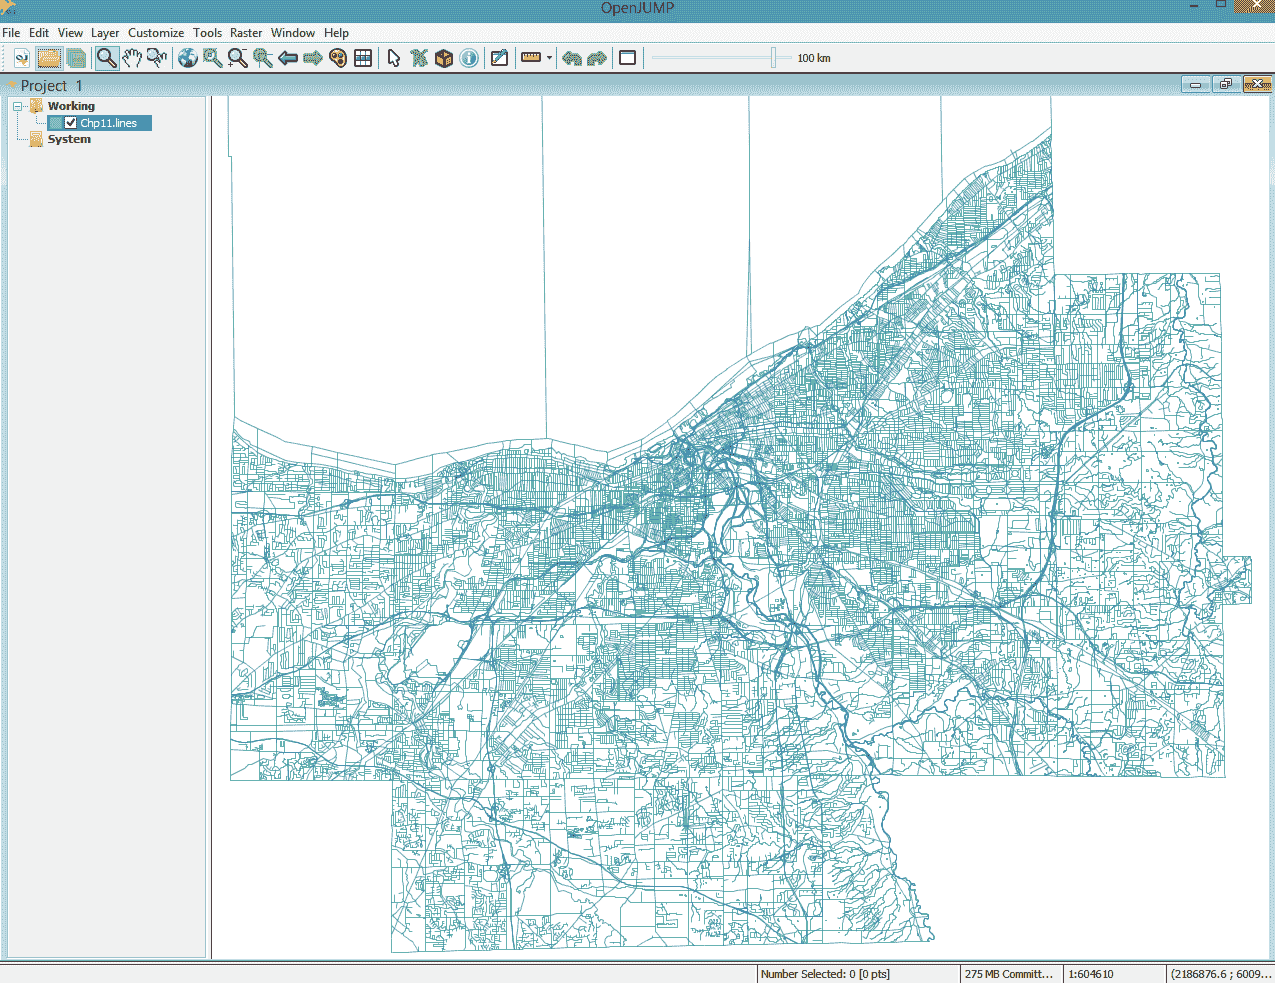 OpenJUMP
File Edit View Layer Customize Tools Raster Window Help
100 km
Project 1
Working
Chp11.lines
System
Number Selected: 0 [0 pts]
275 MB Committ...
1:604610
(2186876.6 ; 6009...